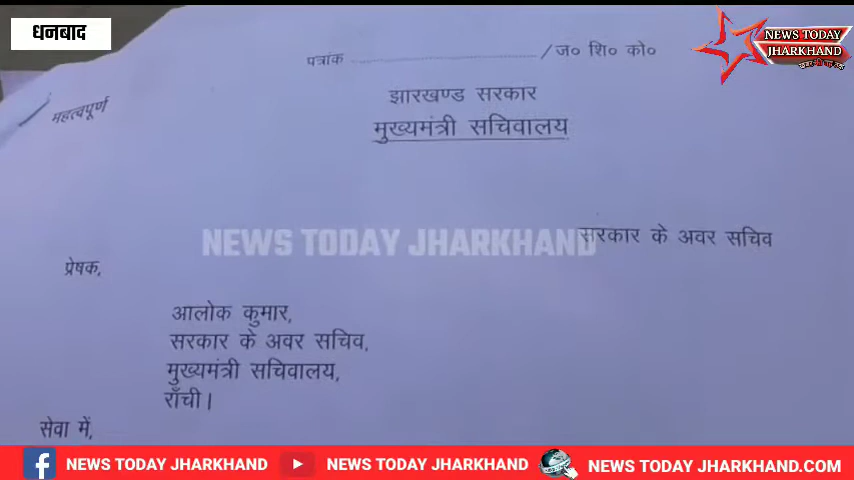 धनबाद
NEWS TODAY
JHARKHAND
पत्रांक ........................................ /ज० शि० को०
महत्वपूर्ण
झारखण्ड सरकार
मुख्यमंत्री सचिवालय
NEWS TODAY JHARKHAND
सरकार के अवर सचिव
प्रेषक,
आलोक कुमार,
सरकार के अवर सचिव,
मुख्यमंत्री सचिवालय,
राँची।
सेवा में,
NEWS TODAY JHARKHAND NEWS TODAY JHARKHAND NEWS TODAY JHARKHAND.COM